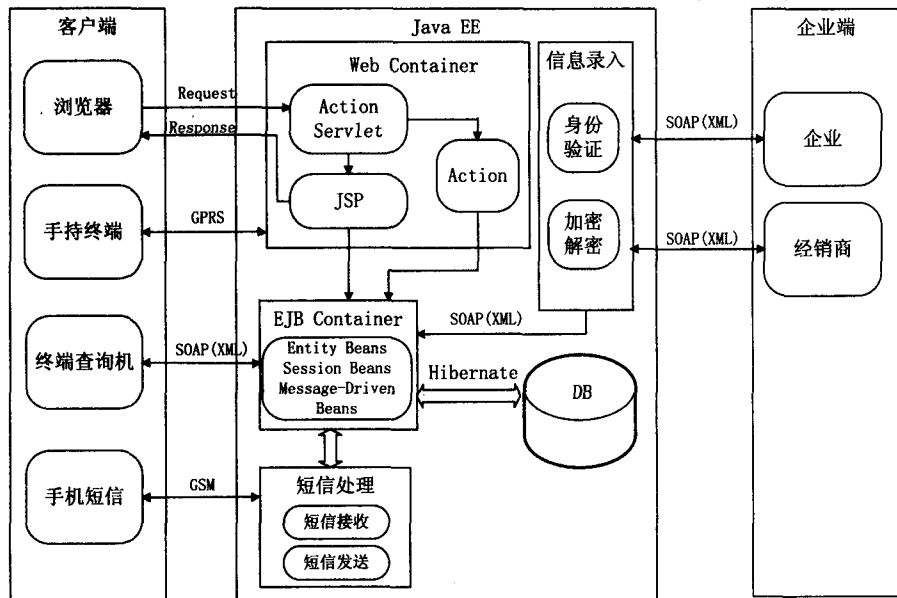 客户端
浏览器
手持终端
终端查询机
手机短信
Request
Response
GPRS
SOAP(XML)
GSM
Java EE
Web Container
Action
Servlet
JSP
Action
EJB Container
Entity Beans
Session Beans
Message-Driven
Beans
SOAP(XML)
Hibernate
DB
短信处理
短信接收
短信发送
信息录入
身份
验证
加密
解密
SOAP(XML)
SOAP(XML)
企业端
企业
经销商